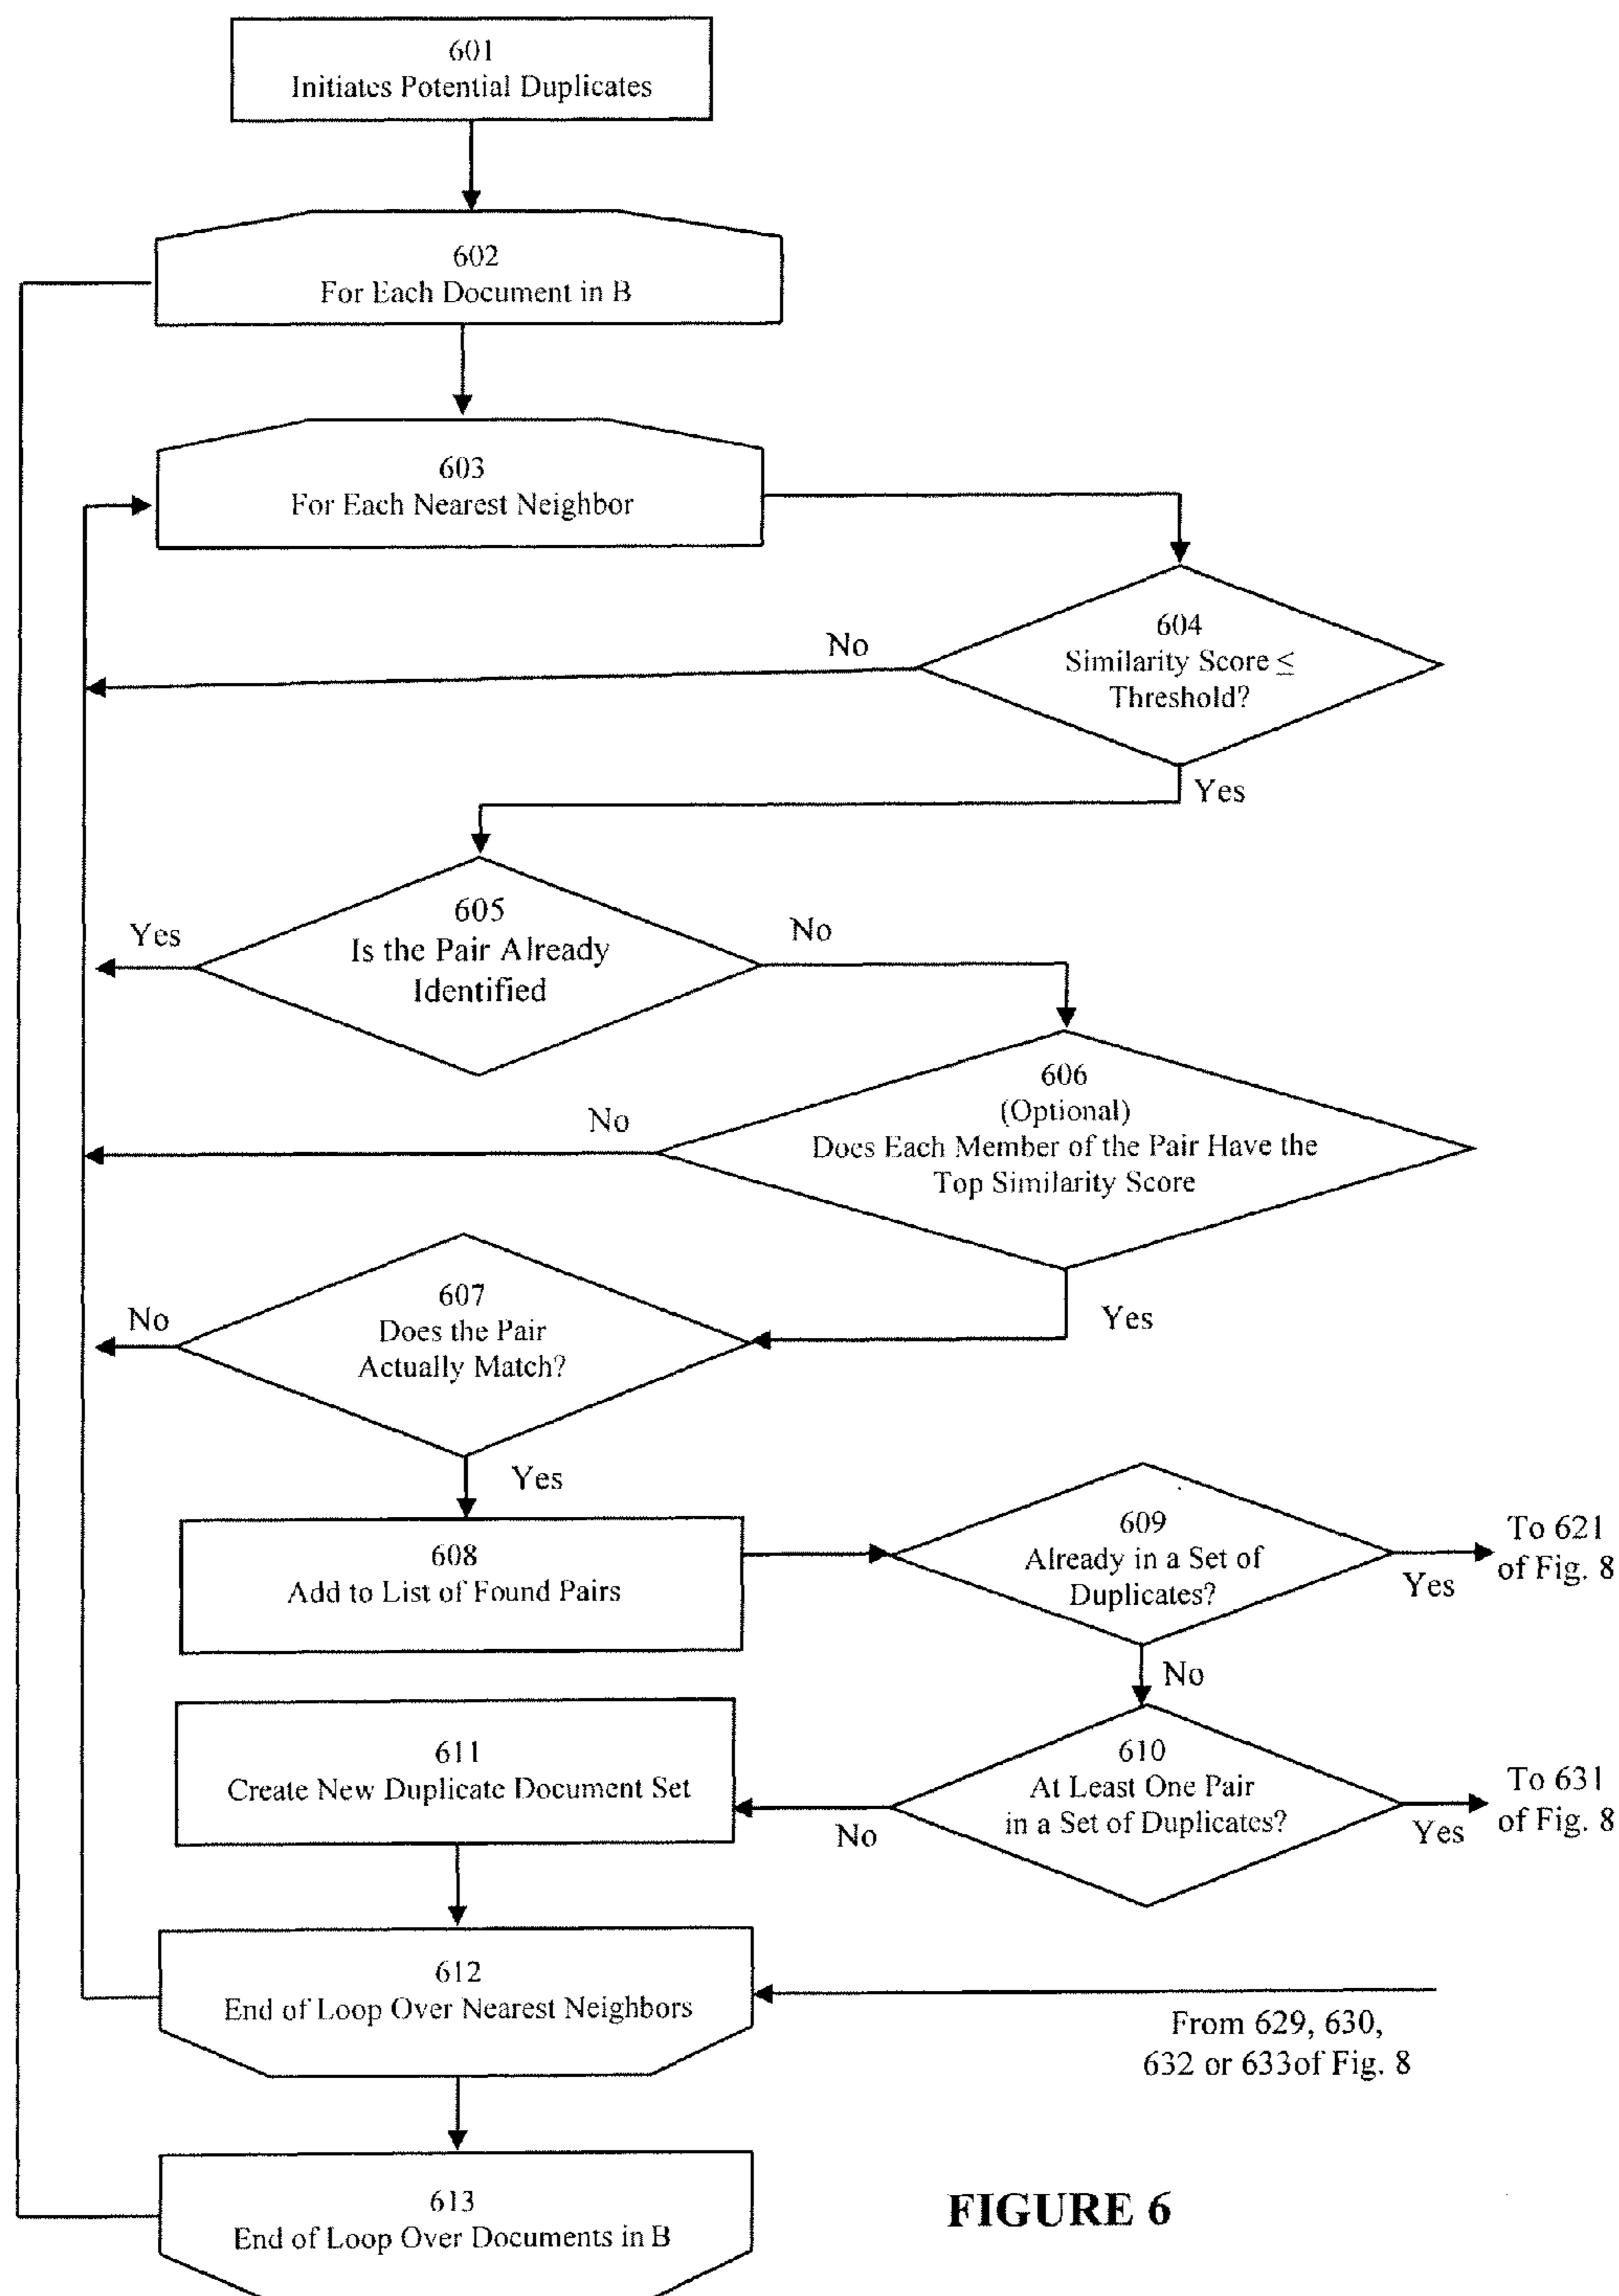 601
Initiates Potential Duplicates
602
For Each Document in B
603
For Each Nearest Neighbor
604
Similarity Score ≤
Threshold?
No
Yes
605
Is the Pair Already
Identified
Yes
No
606
(Optional)
Does Each Member of the Pair Have the
Top Similarity Score
No
Yes
607
Does the Pair
Actually Match?
No
Yes
608
Add to List of Found Pairs
609
Already in a Set of
Duplicates?
Yes
To 621
of Fig. 8
No
610
At Least One Pair
in a Set of Duplicates?
Yes
To 631
of Fig. 8
No
611
Create New Duplicate Document Set
612
End of Loop Over Nearest Neighbors
From 629, 630,
632 or 633of Fig. 8
613
End of Loop Over Documents in B
FIGURE 6